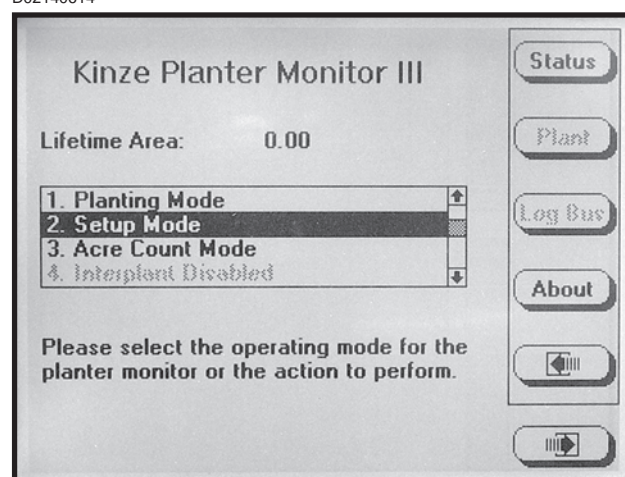 Kinze Planter Monitor III
Lifetime Area: 0.00
1. Planting Mode
2. Setup Mode
3. Acre Count Mode
4. Interplant Disabled
Please select the operating mode for the
planter monitor or the action to perform.
Status
Plant
Log Bus
About